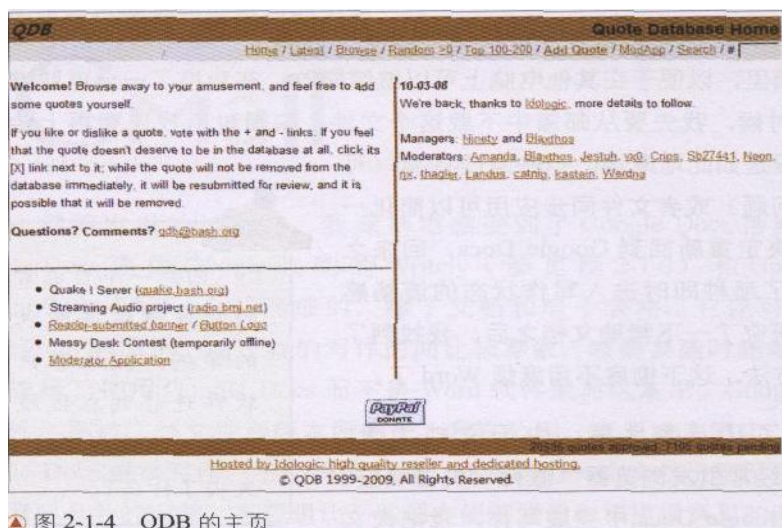 QDB
Quote Database Home
Home / Latest / Browse / Random >0 / Top 100-200 / Add Quote / ModApp / Search / #
Welcome! Browse away to your amusement, and feel free to add
some quotes yourself.
If you like or dislike a quote, vote with the + and - links. If you feel
that the quote doesn't deserve to be in the database at all, click its
[X] link next to it; while the quote will not be removed from the
database immediately, it will be resubmitted for review, and it is
possible that it will be removed.
Questions? Comments? qdb@bash.org
Quake I Server (quake.bash.org)
Streaming Audio project (radio.bmj.net)
Reader-submitted banner / Button Logo
Messy Desk Contest (temporarily offline)
Moderator Application
10-03-08
We're back, thanks to Idologic, more details to follow.
Managers: Nicsty and Blaxthos
Moderators: Amanda, Blaxthos, Jestuh, vx0, Crips, Sb27441, Neon,
nx, thagler, Landus, catnip, kastein, Werdna
PayPal
DONATE
quotes approved; 7105 quotes pending
Hosted by Idologic: high quality reseller and dedicated hosting.
© QDB 1999-2009, All Rights Reserved.
▲ 图 2-1-4 QDB 的主页